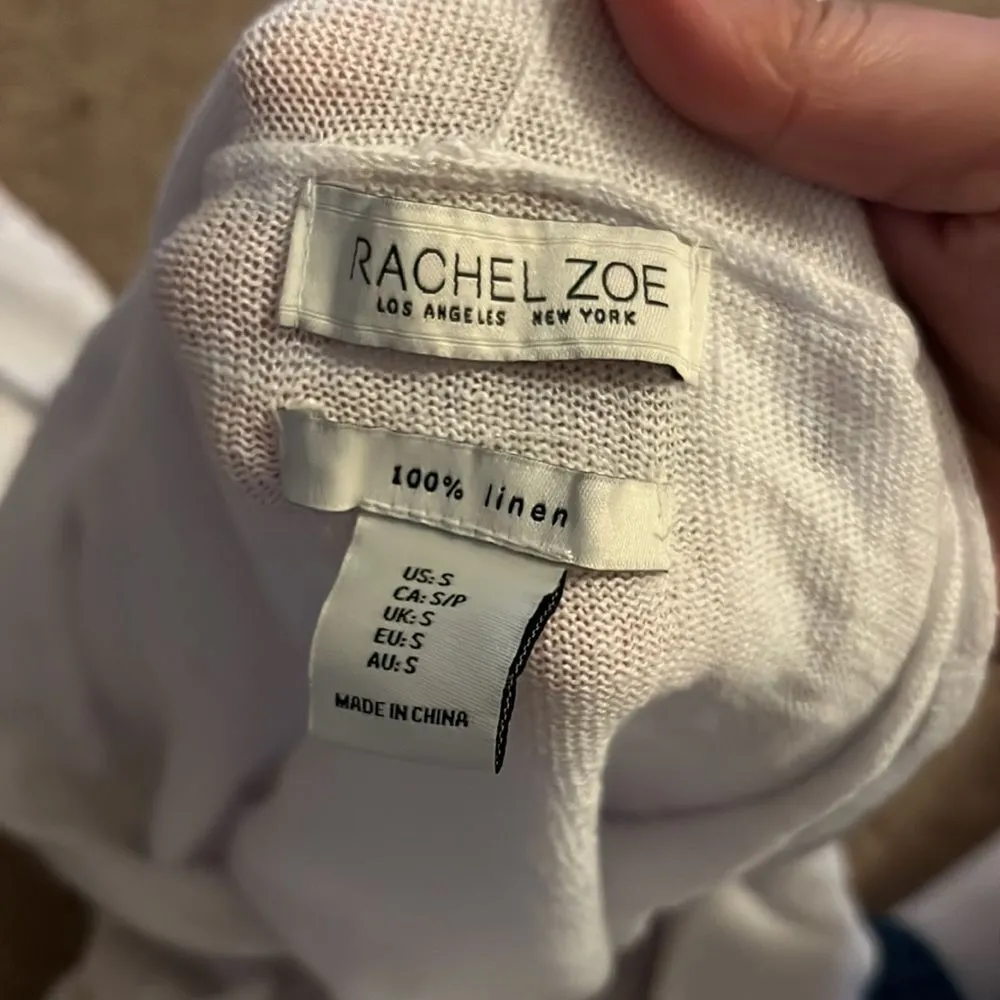 RACHEL ZOE
LOS ANGELES NEW YORK
100% linen
US: S
CA: S/P
UK: S
EU: S
AU: S
MADE IN CHINA